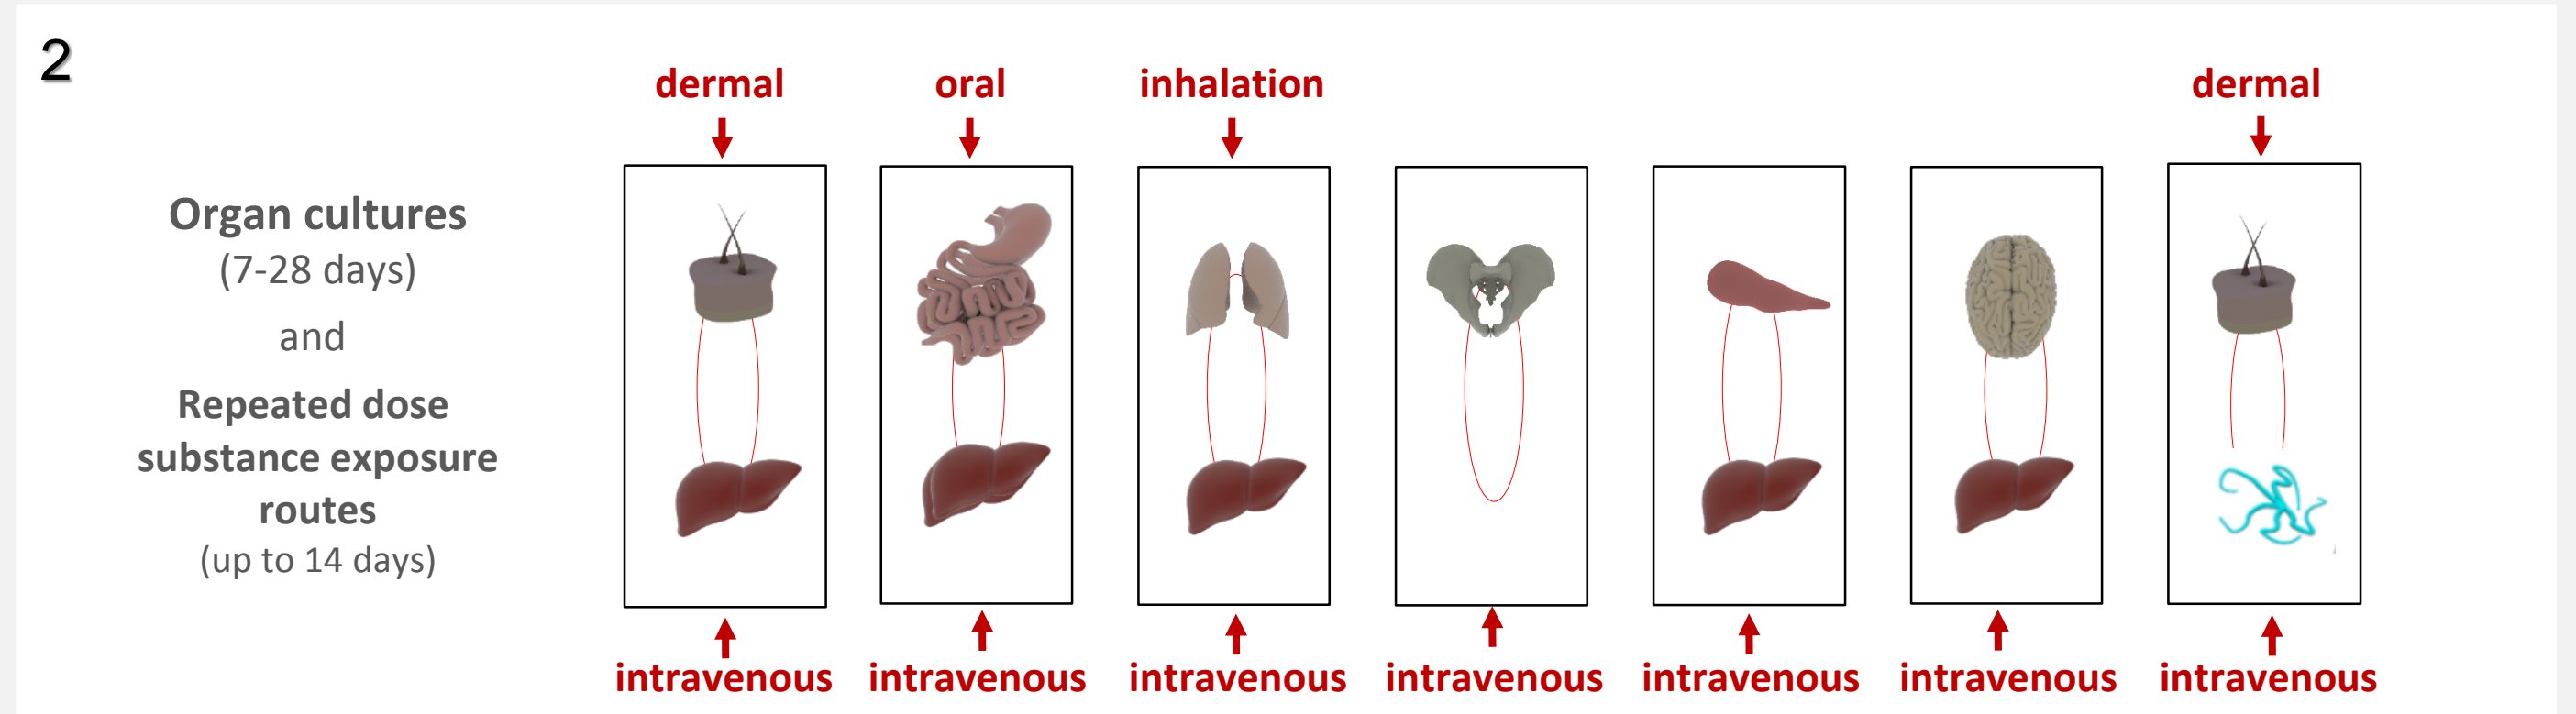 2
dermal oral inhalation dermal
Organ cultures
(7-28 days)
and
Repeated dose
substance exposure
routes
(up to 14 days)
intravenous intravenous intravenous intravenous intravenous intravenous intravenous